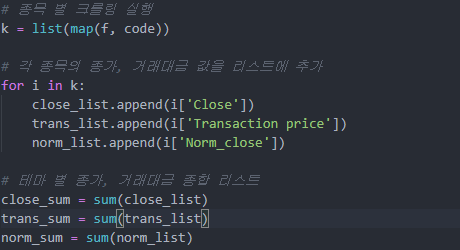 # 종목 별 크롤링 실행
k = list(map(f, code))
# 각 종목의 종가, 거래대금 값을 리스트에 추가
for i in k:
    close_list.append(i['Close'])
    trans_list.append(i['Transaction price'])
    norm_list.append(i['Norm_close'])
# 테마 별 종가, 거래대금 종합 리스트
close_sum = sum(close_list)
trans_sum = sum(trans_list)
norm_sum = sum(norm_list)